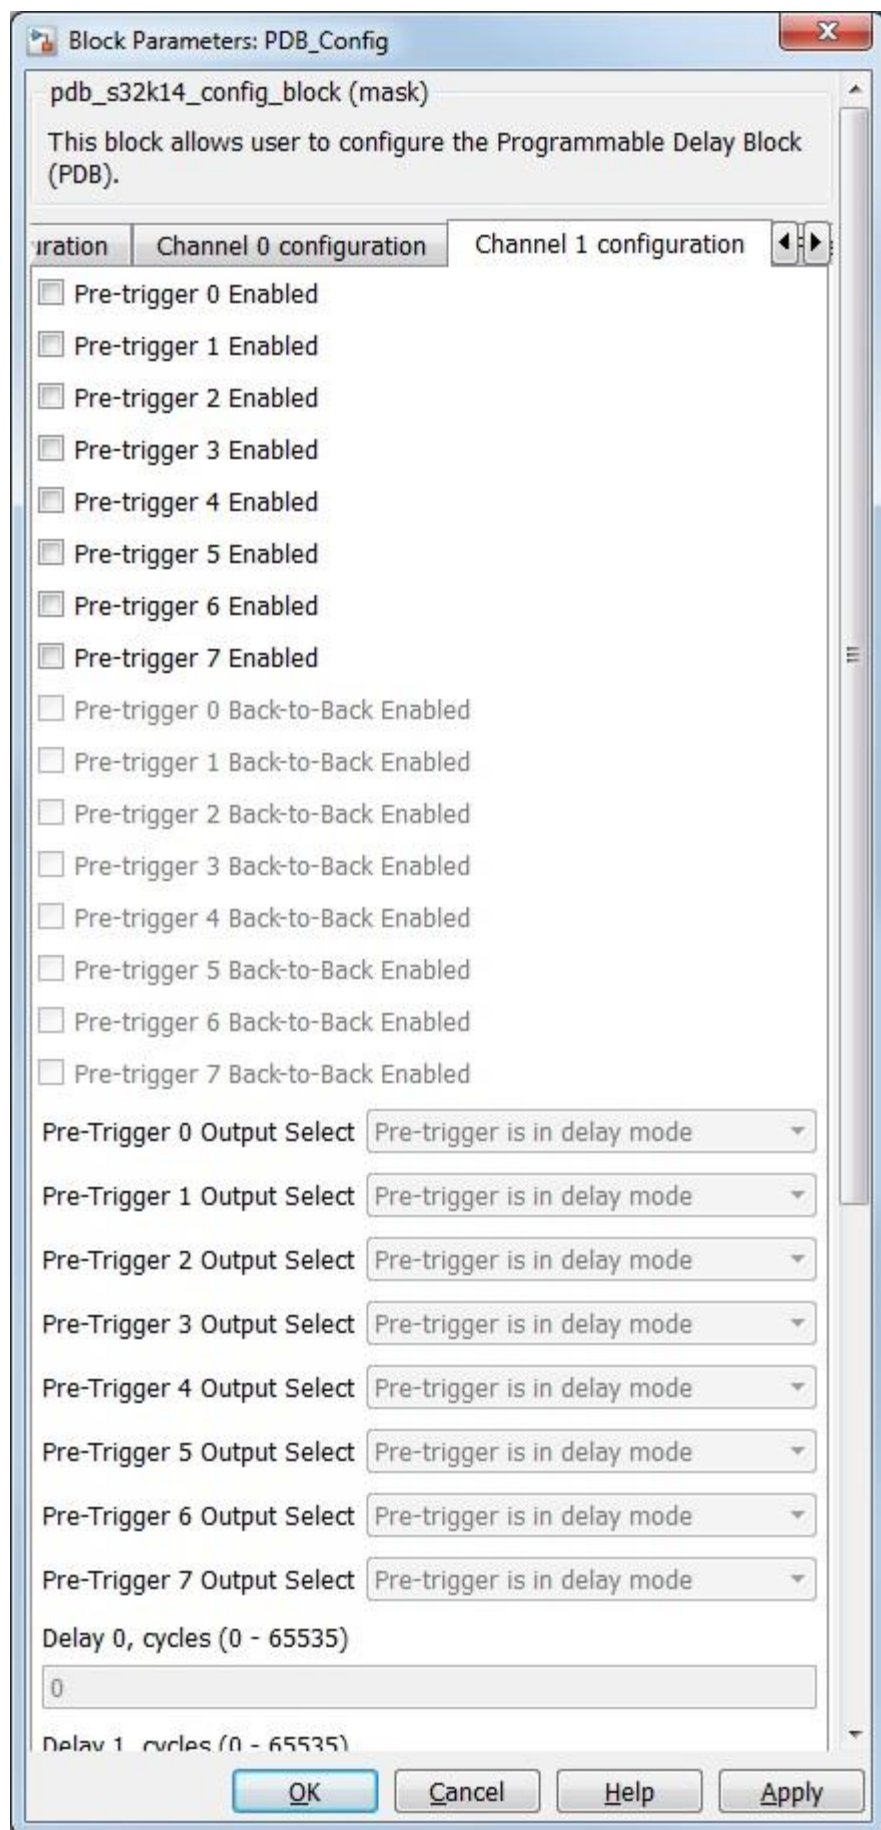 Block Parameters: PDB_Config
pdb_s32k14_config_block (mask)
This block allows user to configure the Programmable Delay Block
(PDB).
uration Channel 0 configuration Channel 1 configuration
Pre-trigger 0 Enabled
Pre-trigger 1 Enabled
Pre-trigger 2 Enabled
Pre-trigger 3 Enabled
Pre-trigger 4 Enabled
Pre-trigger 5 Enabled
Pre-trigger 6 Enabled
Pre-trigger 7 Enabled
Pre-trigger 0 Back-to-Back Enabled
Pre-trigger 1 Back-to-Back Enabled
Pre-trigger 2 Back-to-Back Enabled
Pre-trigger 3 Back-to-Back Enabled
Pre-trigger 4 Back-to-Back Enabled
Pre-trigger 5 Back-to-Back Enabled
Pre-trigger 6 Back-to-Back Enabled
Pre-trigger 7 Back-to-Back Enabled
Pre-Trigger 0 Output Select Pre-trigger is in delay mode
Pre-Trigger 1 Output Select Pre-trigger is in delay mode
Pre-Trigger 2 Output Select Pre-trigger is in delay mode
Pre-Trigger 3 Output Select Pre-trigger is in delay mode
Pre-Trigger 4 Output Select Pre-trigger is in delay mode
Pre-Trigger 5 Output Select Pre-trigger is in delay mode
Pre-Trigger 6 Output Select Pre-trigger is in delay mode
Pre-Trigger 7 Output Select Pre-trigger is in delay mode
Delay 0, cycles (0 - 65535)
0
Delay 1, cycles (0 - 65535)
OK Cancel Help Apply